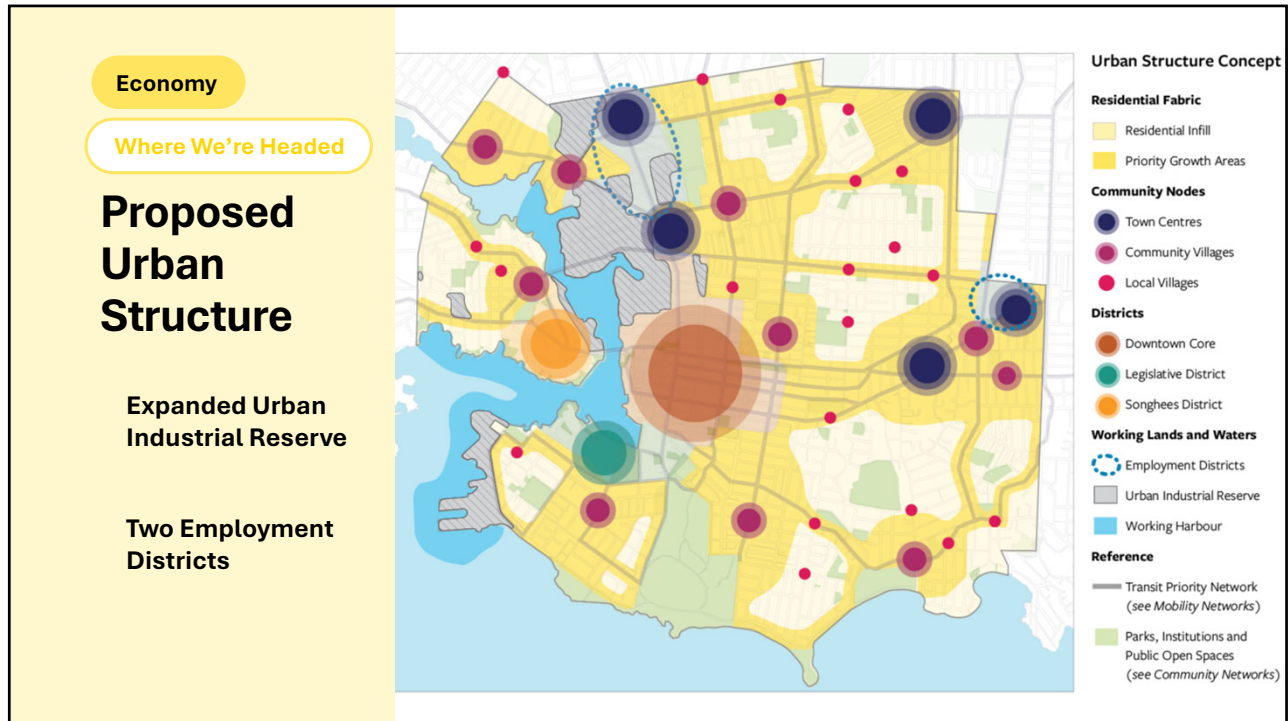 Economy
Where We're Headed
Proposed
Urban
Structure
Expanded Urban
Industrial Reserve
Two Employment
Districts
Urban Structure Concept
Residential Fabric
Residential Infill
Priority Growth Areas
Community Nodes
Town Centres
Community Villages
Local Villages
Districts
Downtown Core
Legislative District
Songhees District
Working Lands and Waters
Employment Districts
Urban Industrial Reserve
Working Harbour
Reference
Transit Priority Network
(see Mobility Networks)
Parks, Institutions and
Public Open Spaces
(see Community Networks)